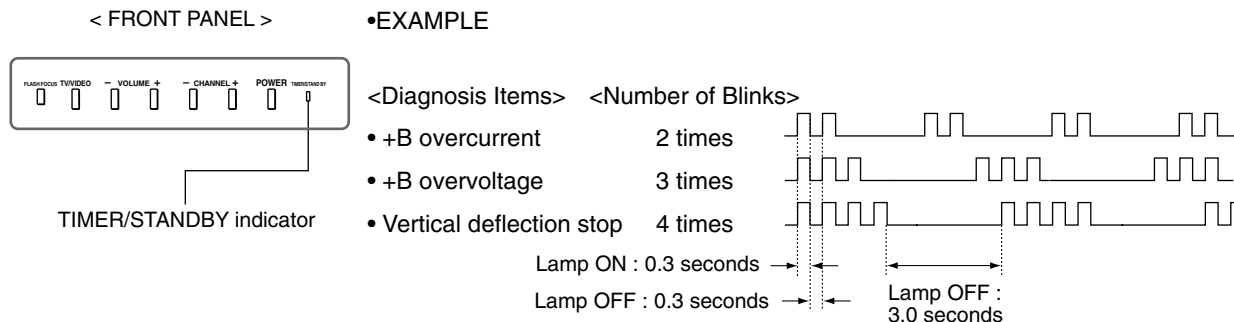 < FRONT PANEL >
FLASH FOCUS TV/VIDEO − VOLUME + − CHANNEL + POWER TIMER/STAND BY
TIMER/STANDBY indicator
•EXAMPLE
<Diagnosis Items> <Number of Blinks>
• +B overcurrent 2 times
• +B overvoltage 3 times
• Vertical deflection stop 4 times
Lamp ON : 0.3 seconds
Lamp OFF : 0.3 seconds
Lamp OFF :
3.0 seconds